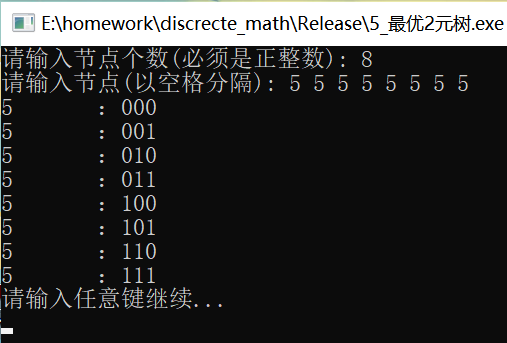 E:\homework\discrecte_math\Release\5_最优2元树.exe
请输入节点个数(必须是正整数): 8
请输入节点(以空格分隔): 5 5 5 5 5 5 5 5
5       : 000
5       : 001
5       : 010
5       : 011
5       : 100
5       : 101
5       : 110
5       : 111
请输入任意键继续...